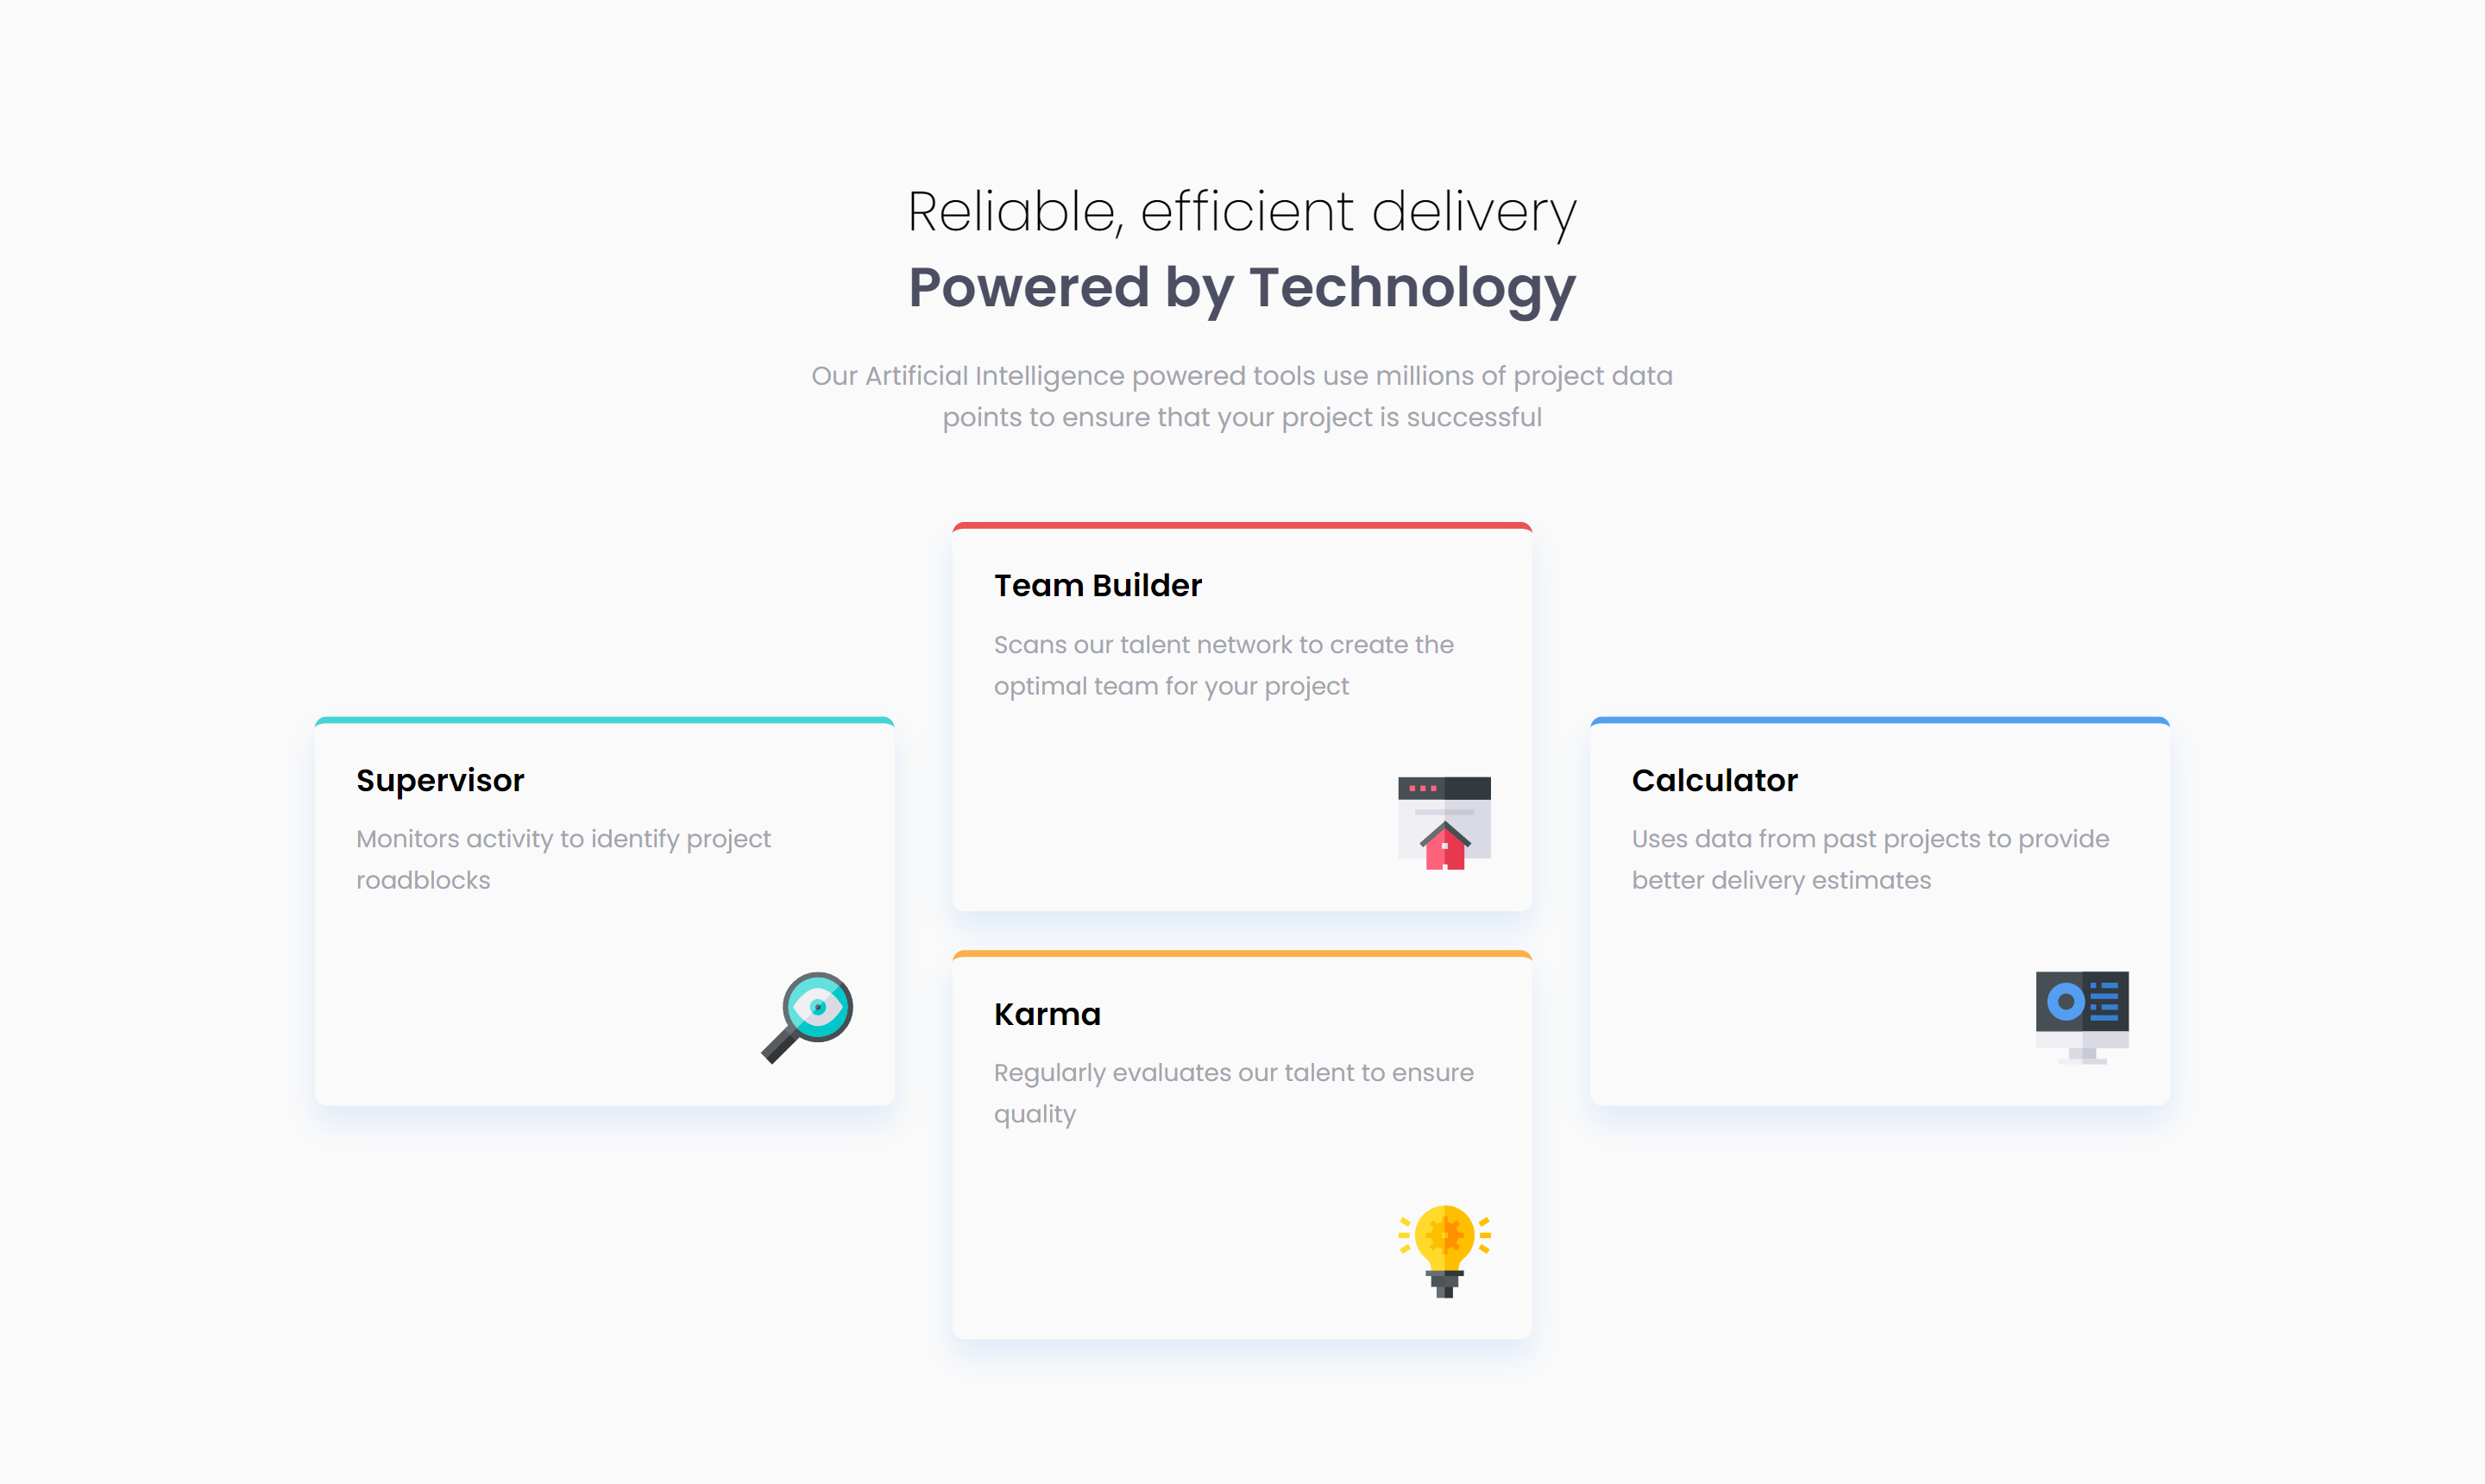 Reliable, efficient delivery
Powered by Technology
Our Artificial Intelligence powered tools use millions of project data
points to ensure that your project is successful
Supervisor
Monitors activity to identify project
roadblocks
Team Builder
Scans our talent network to create the
optimal team for your project
Karma
Regularly evaluates our talent to ensure
quality
Calculator
Uses data from past projects to provide
better delivery estimates